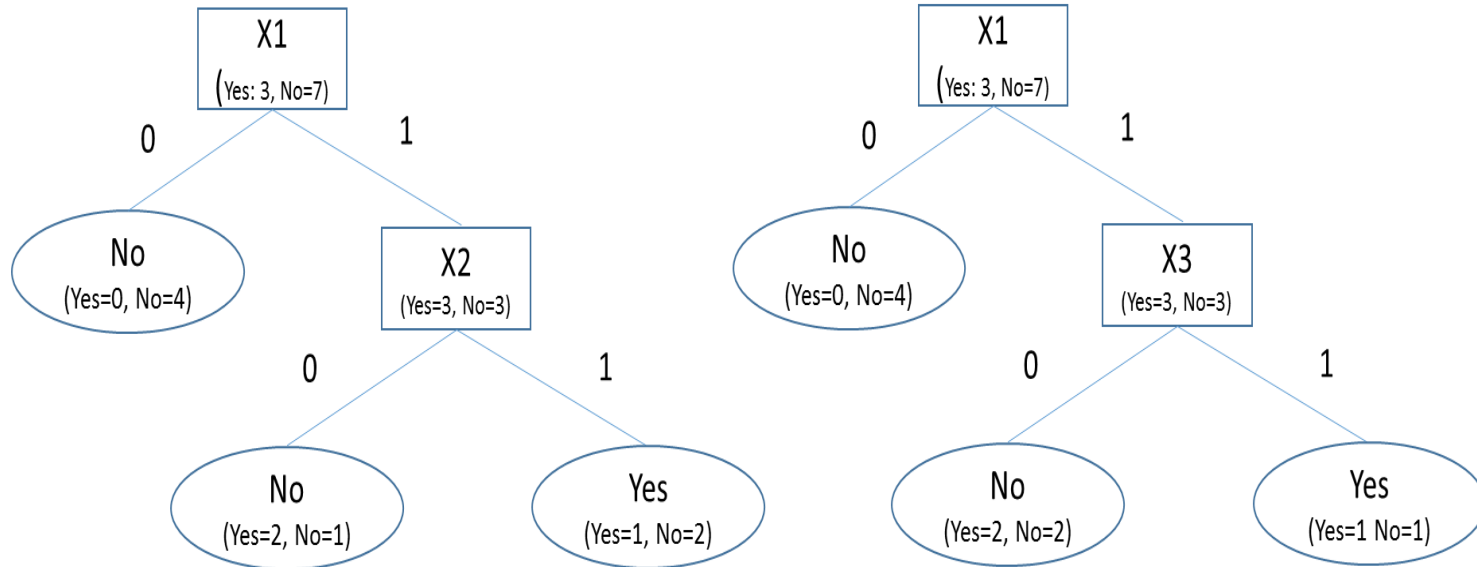 X1
(Yes: 3, No=7)
0
1
No
(Yes=0, No=4)
X2
(Yes=3, No=3)
0
1
No
(Yes=2, No=1)
Yes
(Yes=1, No=2)
X1
(Yes: 3, No=7)
0
1
No
(Yes=0, No=4)
X3
(Yes=3, No=3)
0
1
No
(Yes=2, No=2)
Yes
(Yes=1 No=1)